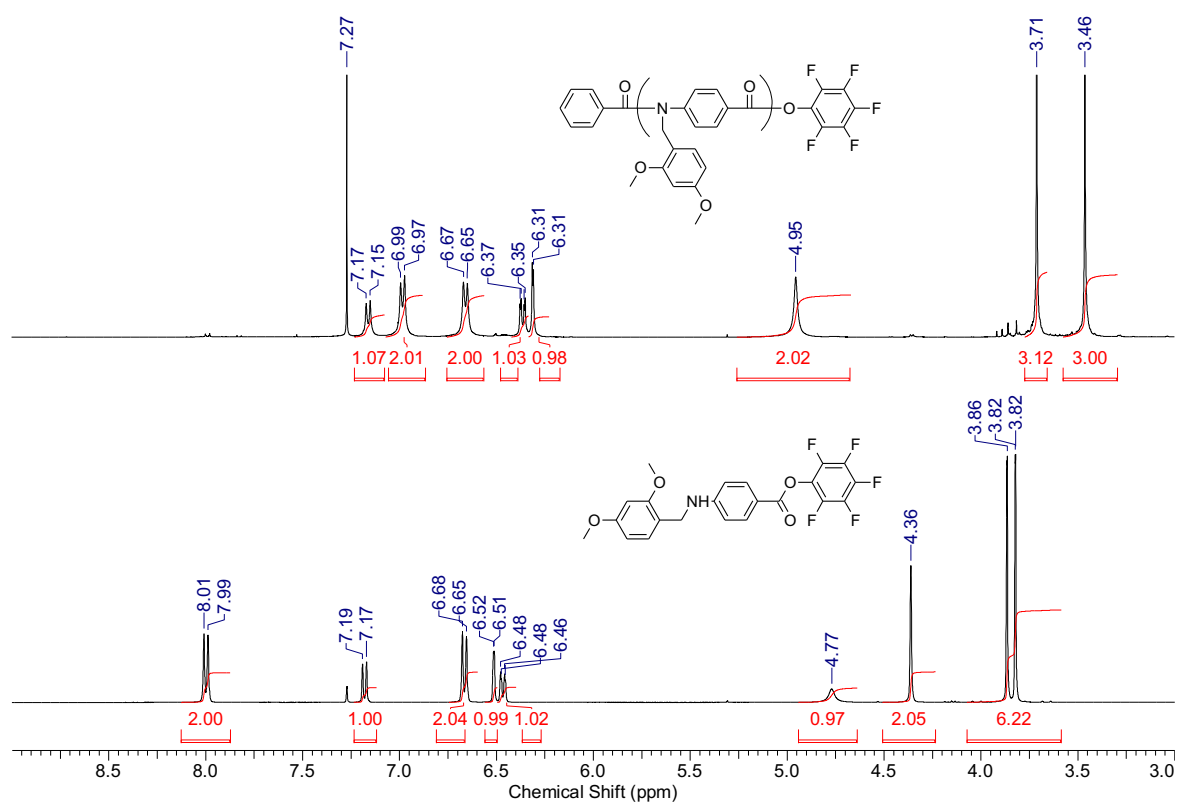 7.27
3.71
3.46
O
N
O
O
F
F
F
F
F
O
O
7.17
7.15
6.99
6.97
6.67
6.65
6.37
6.35
6.31
6.31
4.95
1.07
2.01
2.00
1.03
0.98
2.02
3.12
3.00
3.86
3.82
3.82
O
O
NH
O
O
F
F
F
F
F
8.01
7.99
7.19
7.17
6.68
6.65
6.52
6.51
6.48
6.48
6.46
4.77
4.36
2.00
1.00
2.04
0.99
1.02
0.97
2.05
6.22
8.5 8.0 7.5 7.0 6.5 6.0 5.5 5.0 4.5 4.0 3.5 3.0
Chemical Shift (ppm)